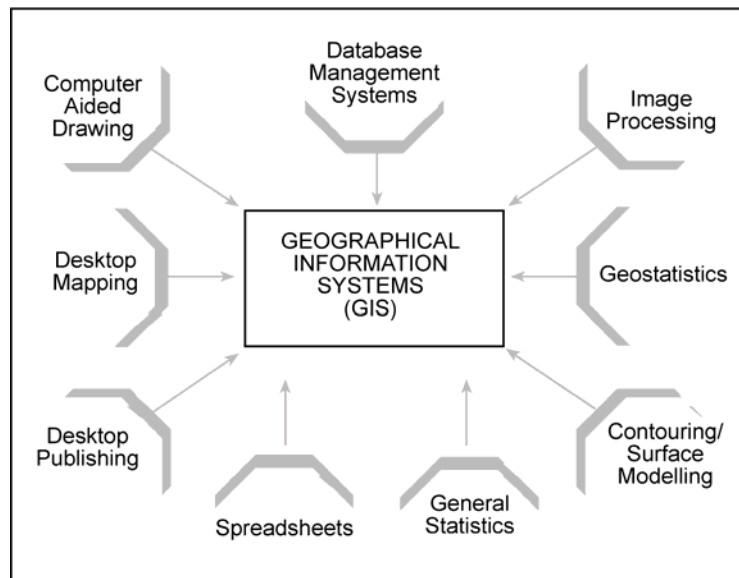 Database
Management
Systems
Computer
Aided
Drawing
Image
Processing
GEOGRAPHICAL
INFORMATION
SYSTEMS
(GIS)
Desktop
Mapping
Geostatistics
Desktop
Publishing
Contouring/
Surface
Modelling
Spreadsheets
General
Statistics